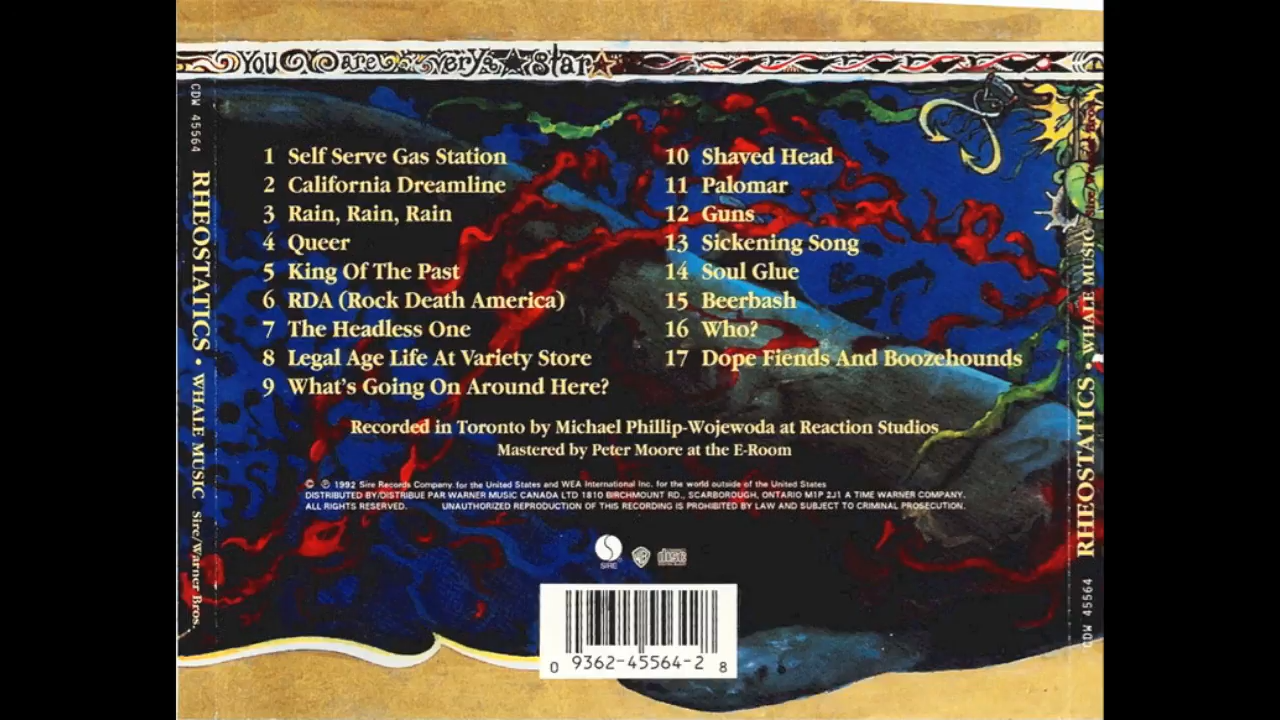 YOU are very star
CDW 45564
RHEOSTATICS • WHALE MUSIC Sire/Warner Bros.
1 Self Serve Gas Station
2 California Dreamline
3 Rain, Rain, Rain
4 Queer
5 King Of The Past
6 RDA (Rock Death America)
7 The Headless One
8 Legal Age Life At Variety Store
9 What's Going On Around Here?
10 Shaved Head
11 Palomar
12 Guns
13 Sickening Song
14 Soul Glue
15 Beerbash
16 Who?
17 Dope Fiends And Boozehounds
Recorded in Toronto by Michael Phillip-Wojewoda at Reaction Studios
Mastered by Peter Moore at the E-Room
© ℗ 1992 Sire Records Company for the United States and WEA International Inc. for the world outside of the United States
DISTRIBUTED BY/DISTRIBUE PAR WARNER MUSIC CANADA LTD 1810 BIRCHMOUNT RD., SCARBOROUGH, ONTARIO M1P 2J1 A TIME WARNER COMPANY.
ALL RIGHTS RESERVED. UNAUTHORIZED REPRODUCTION OF THIS RECORDING IS PROHIBITED BY LAW AND SUBJECT TO CRIMINAL PROSECUTION.
SIRE
WB
disc
0 9362-45564-2 8
RHEOSTATICS • WHALE MUSIC
CDW 45564